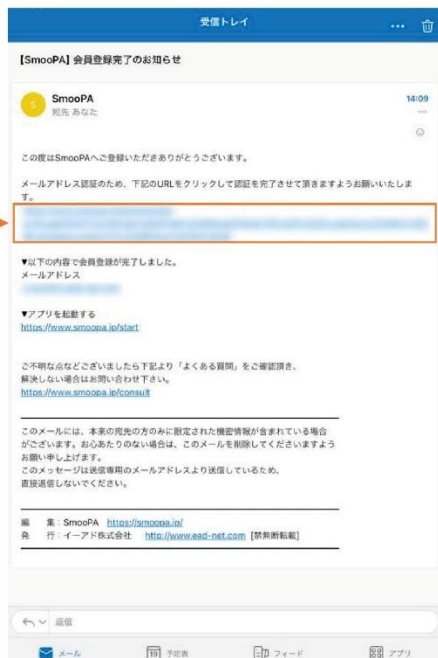 受信トレイ
【SmooPA】会員登録完了のお知らせ
S
SmooPA
14:09
宛先 あなた
この度はSmooPAへご登録いただきありがとうございます。
メールアドレス認証のため、下記のURLをクリックして認証を完了させて頂きますようお願いいたしま
す。
▼以下の内容で会員登録が完了しました。
メールアドレス
▼アプリを起動する
https://www.smoopa.jp/start
ご不明な点などございましたら下記より「よくある質問」をご確認頂き、
解決しない場合はお問い合わせ下さい。
https://www.smoopa.jp/consult
このメールには、本来の宛先の方のみに限定された機密情報が含まれている場合
がございます。お心あたりのない場合は、このメールを削除してくださいますよう
お願い申し上げます。
このメッセージは送信専用のメールアドレスより送信しているため、
直接返信しないでください。
編　集：SmooPA https://smoopa.jp/
発　行：イーアド株式会社 http://www.ead-net.com [禁無断転載]
返信
メール
19 予定表
フィード
アプリ